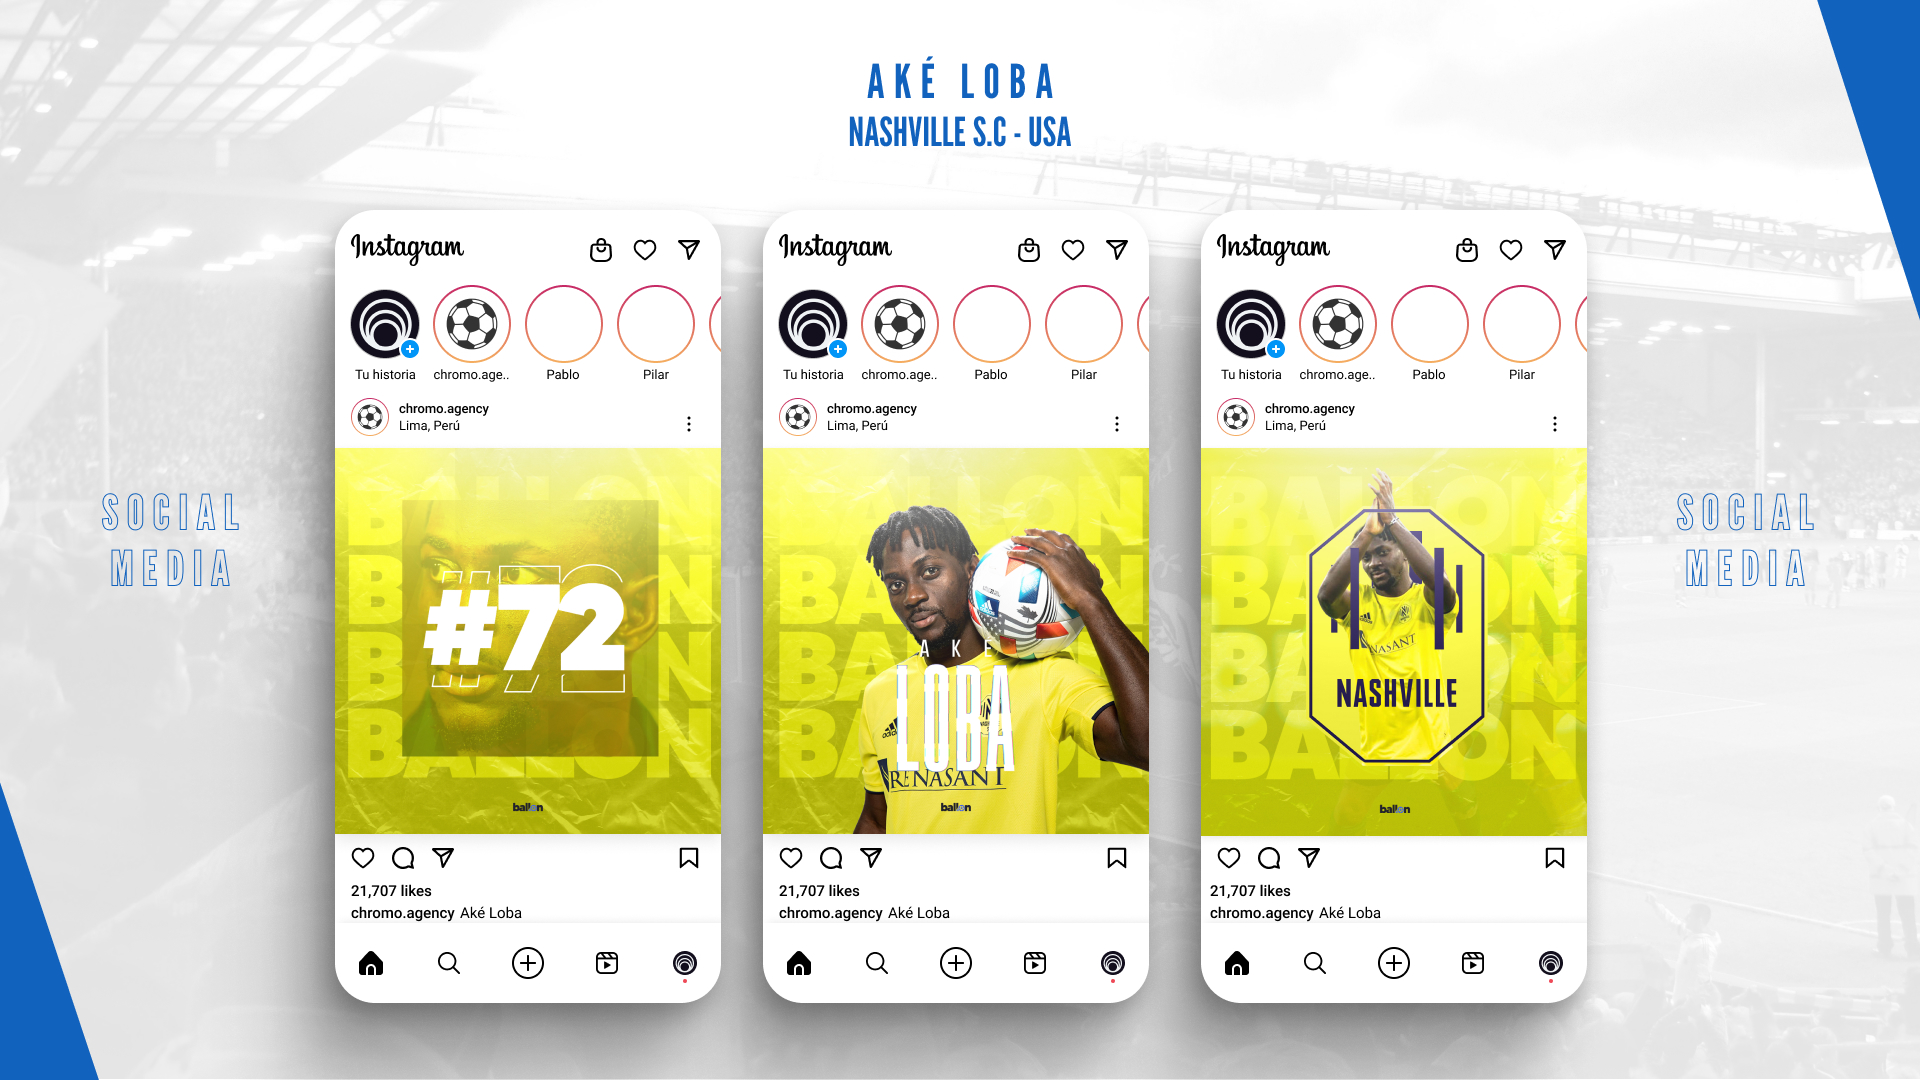 AKÉ LOBA
NASHVILLE S.C - USA
SOCIAL
MEDIA
Instagram
Tu historia
chromo.age..
Pablo
Pilar
chromo.agency
Lima, Perú
BALLON
BALLON
BALLON
BALLON
#72
ballon
21,707 likes
chromo.agency Aké Loba
Instagram
Tu historia
chromo.age..
Pablo
Pilar
chromo.agency
Lima, Perú
BALLON
BALLON
BALLON
BALLON
AKÉ
LOBA
adidas
RENASANT
ballon
21,707 likes
chromo.agency Aké Loba
Instagram
Tu historia
chromo.age..
Pablo
Pilar
chromo.agency
Lima, Perú
BALLON
BALLON
BALLON
BALLON
RENASANT
NASHVILLE
ballon
21,707 likes
chromo.agency Aké Loba
SOCIAL
MEDIA